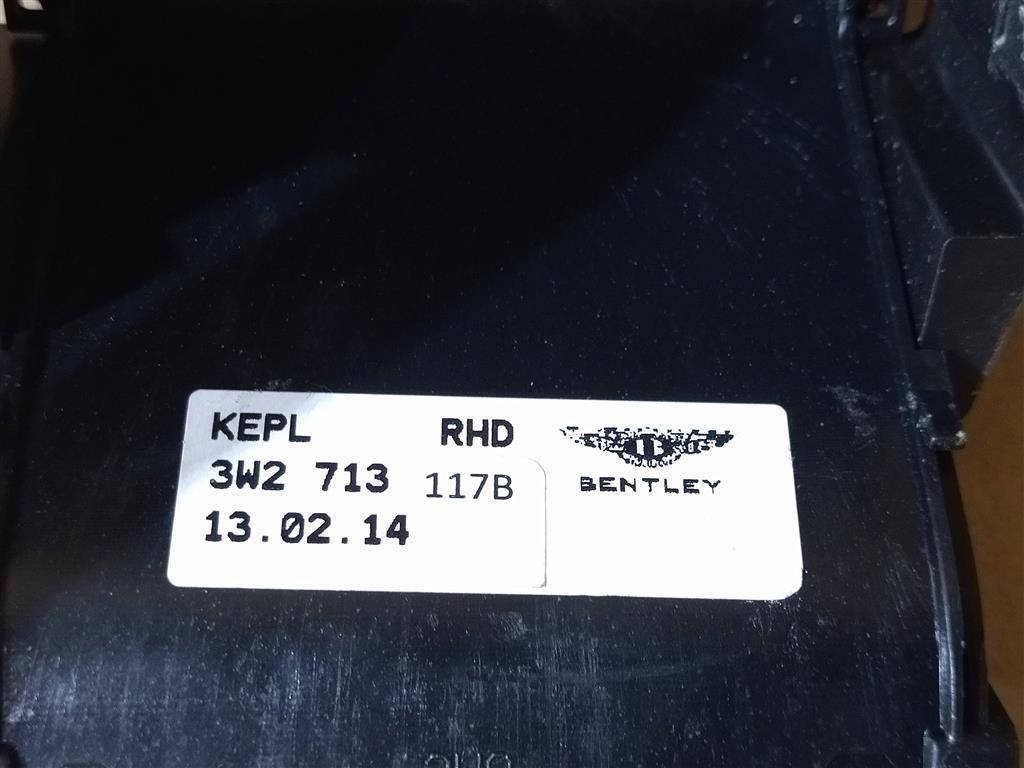 KEPL RHD
3W2 713 117B
13.02.14
BENTLEY